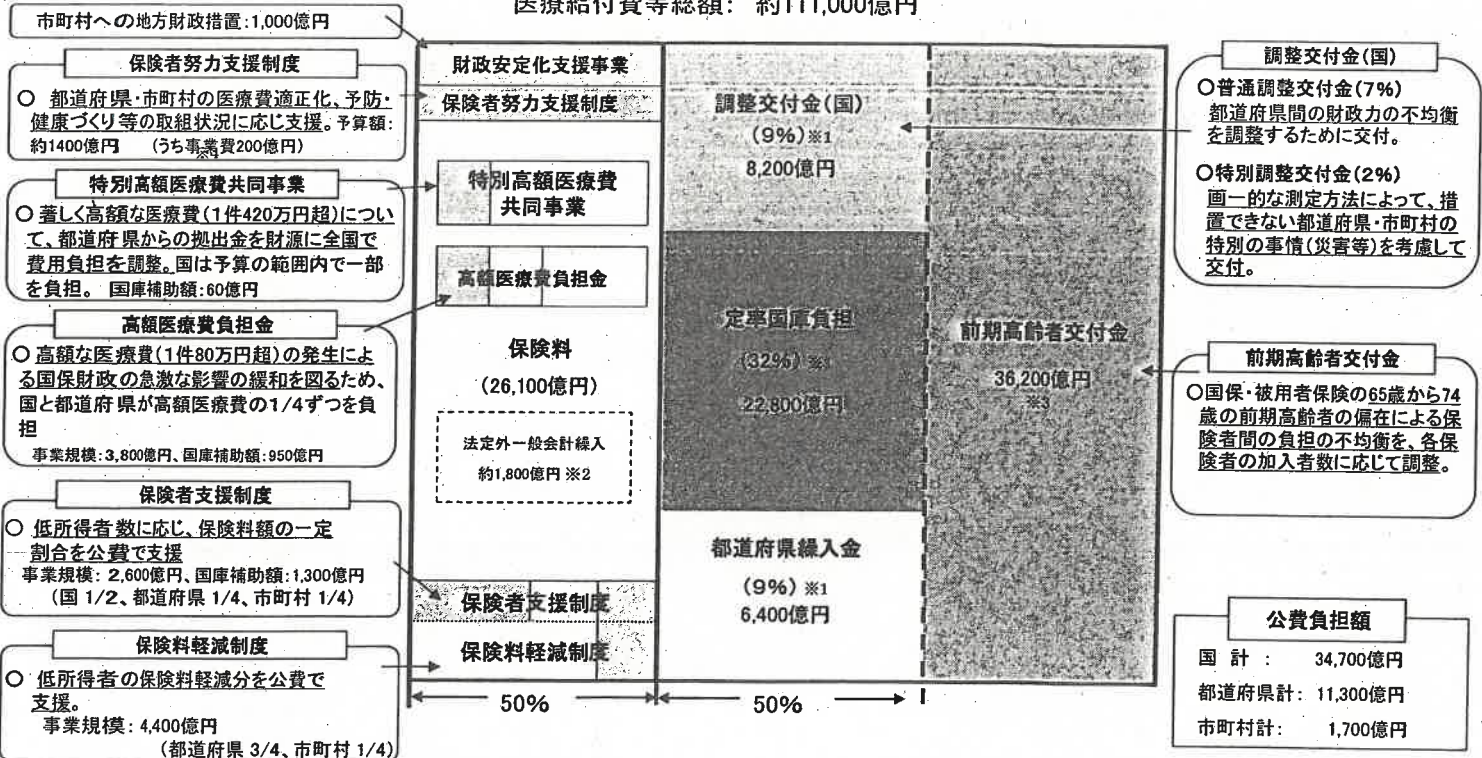 医療給付費等総額： 約111,000億円
市町村への地方財政措置:1,000億円
保険者努力支援制度
○ 都道府県・市町村の医療費適正化、予防・
健康づくり等の取組状況に応じ支援。予算額:
約1400億円 (うち事業費200億円)
※4
特別高額医療費共同事業
○ 著しく高額な医療費(1件420万円超)につい
て、都道府県からの拠出金を財源に全国で
費用負担を調整。国は予算の範囲内で一部
を負担。 国庫補助額:60億円
高額医療費負担金
○ 高額な医療費(1件80万円超)の発生によ
る国保財政の急激な影響の緩和を図るため、
国と都道府県が高額医療費の1/4ずつを負
担
事業規模:3,800億円、国庫補助額:950億円
保険者支援制度
○ 低所得者数に応じ、保険料額の一定
割合を公費で支援
事業規模: 2,600億円、国庫補助額:1,300億円
(国 1/2、都道府県 1/4、市町村 1/4)
保険料軽減制度
○ 低所得者の保険料軽減分を公費で
支援。
事業規模: 4,400億円
(都道府県 3/4、市町村 1/4)
財政安定化支援事業
保険者努力支援制度
特別高額医療費
共同事業
高額医療費負担金
保険料
(26,100億円)
法定外一般会計繰入
約1,800億円 ※2
保険者支援制度
保険料軽減制度
50%
調整交付金(国)
(9%) ※1
8,200億円
定率国庫負担
(32%) ※1
22,800億円
都道府県繰入金
(9%) ※1
6,400億円
50%
前期高齢者交付金
36,200億円
※3
調整交付金(国)
○普通調整交付金(7%)
都道府県間の財政力の不均衡
を調整するために交付。
○特別調整交付金(2%)
画一的な測定方法によって、措
置できない都道府県・市町村の
特別の事情(災害等)を考慮して
交付。
前期高齢者交付金
○国保・被用者保険の65歳から74
歳の前期高齢者の偏在による保
険者間の負担の不均衡を、各保
険者の加入者数に応じて調整。
公費負担額
国 計 : 34,700億円
都道府県計: 11,300億円
市町村計: 1,700億円